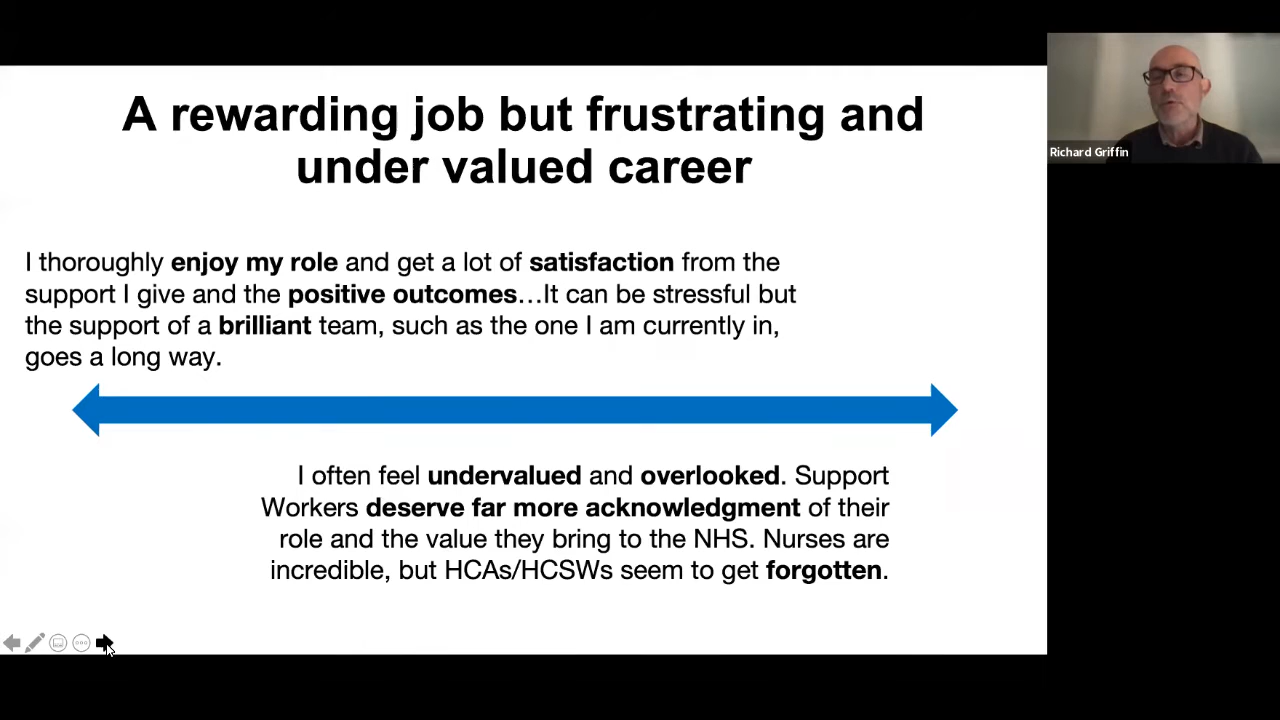 A rewarding job but frustrating and
under valued career
Richard Griffin
I thoroughly enjoy my role and get a lot of satisfaction from the
support I give and the positive outcomes…It can be stressful but
the support of a brilliant team, such as the one I am currently in,
goes a long way.
I often feel undervalued and overlooked. Support
Workers deserve far more acknowledgment of their
role and the value they bring to the NHS. Nurses are
incredible, but HCAs/HCSWs seem to get forgotten.